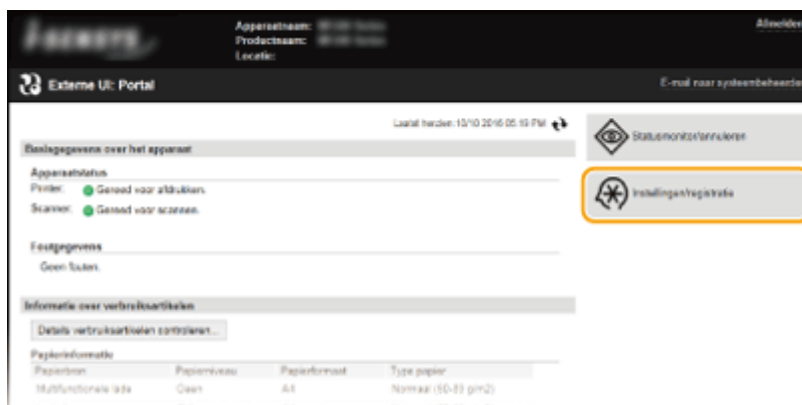 Apparaatnaam:
Productnaam:
Locatie:
Afmelden
Externe UI: Portal
E-mail naar systeembeheerder
Laatst herzien: 10/10 2016 05:19 PM
Basisgegevens over het apparaat
Apparaatstatus
Printer: Gereed voor afdrukken.
Scanner: Gereed voor scannen.
Foutgegevens
Geen fouten.
Informatie over verbruiksartikelen
Details verbruiksartikelen controleren...
Papierinformatie
Papierbron Papierniveau Papierformaat Type papier
Multifunctionele lade Geen A4 Normaal (60-89 g/m2)
Statusmonitor/annuleren
Instellingen/registratie